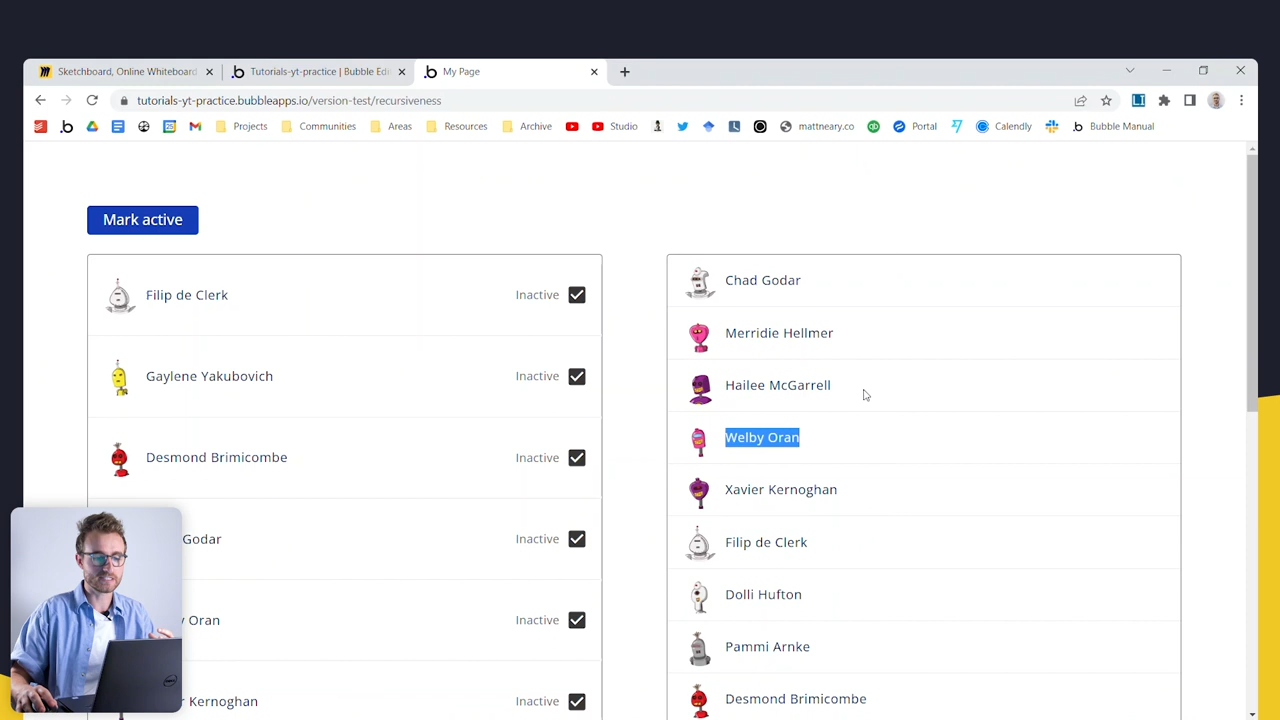 Sketchboard, Online Whiteboard
Tutorials-yt-practice | Bubble Edi
My Page
tutorials-yt-practice.bubbleapps.io/version-test/recursiveness
Projects
Communities
Areas
Resources
Archive
Studio
mattneary.co
Portal
Calendly
Bubble Manual
Mark active
Filip de Clerk Inactive
Gaylene Yakubovich Inactive
Desmond Brimicombe Inactive
Godar Inactive
Oran Inactive
Kernoghan Inactive
Chad Godar
Merridie Hellmer
Hailee McGarrell
Welby Oran
Xavier Kernoghan
Filip de Clerk
Dolli Hufton
Pammi Arnke
Desmond Brimicombe